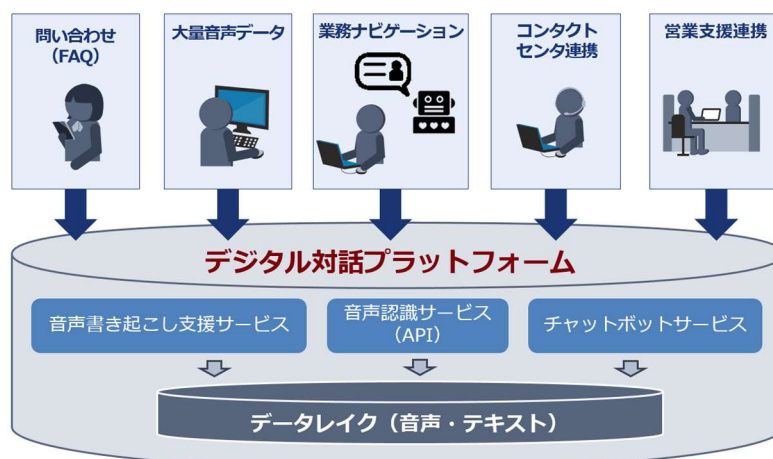 問い合わせ
（FAQ）
大量音声データ
業務ナビゲーション
コンタクト
センタ連携
営業支援連携
デジタル対話プラットフォーム
音声書き起こし支援サービス
音声認識サービス
（API）
チャットボットサービス
データレイク（音声・テキスト）